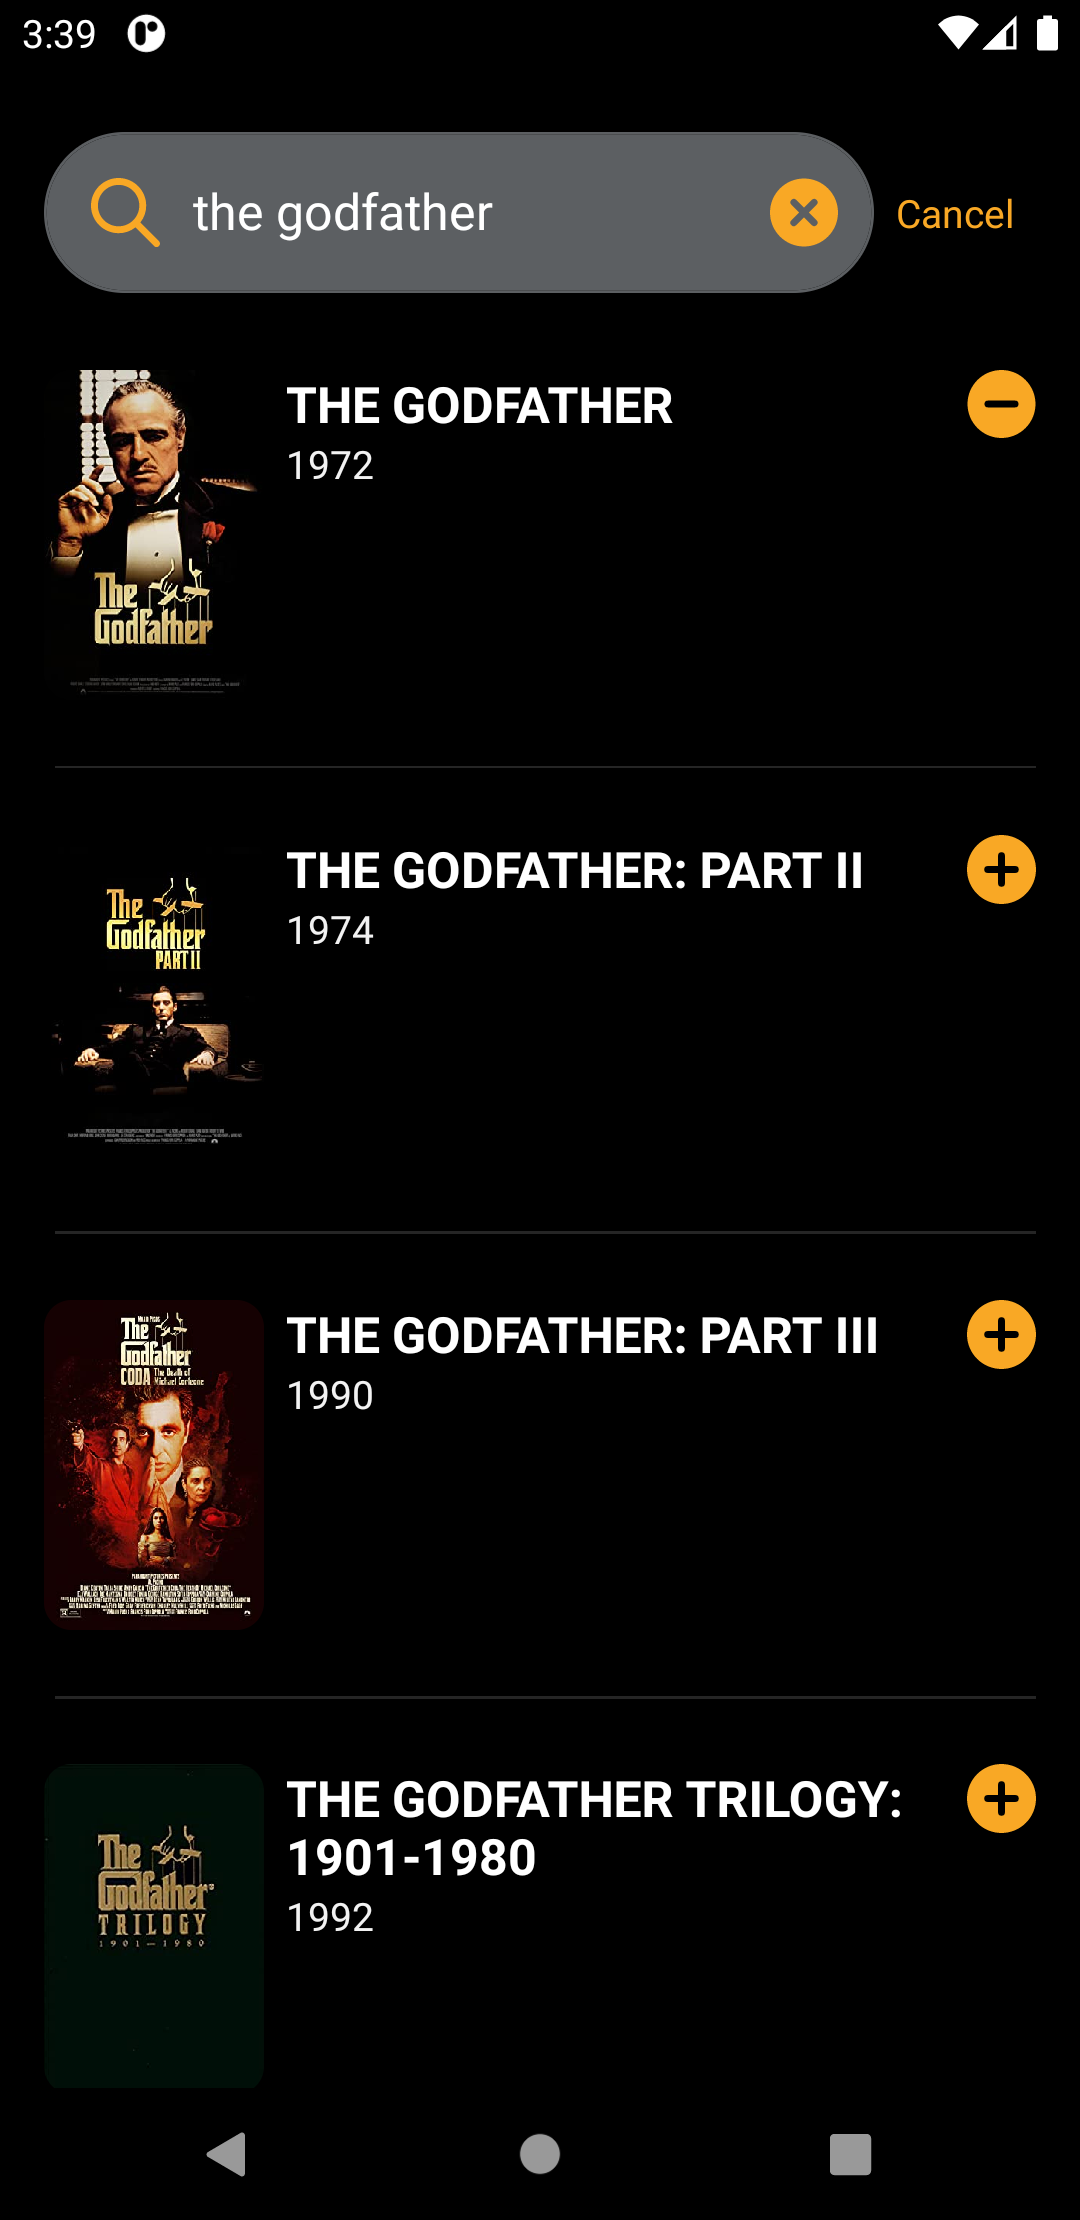 3:39
the godfather
Cancel
THE GODFATHER
1972
The
Godfather
THE GODFATHER: PART II
1974
The
Godfather
PART II
THE GODFATHER: PART III
1990
The
Godfather
CODA The Death of
Michael Corleone
THE GODFATHER TRILOGY:
1901-1980
1992
The
Godfather
TRILOGY
1901-1980